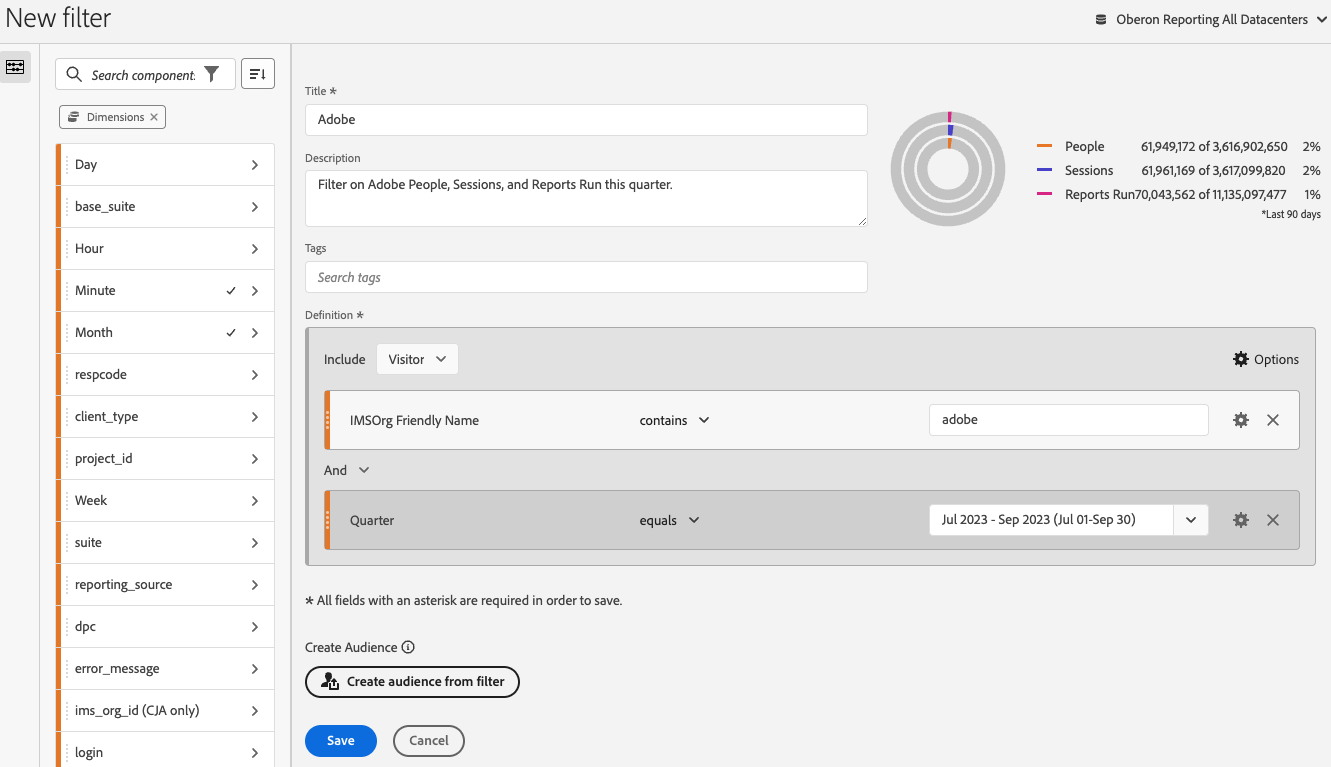 New filter
Oberon Reporting All Datacenters
Search component:
Dimensions
Day
base_suite
Hour
Minute
Month
respcode
client_type
project_id
Week
suite
reporting_source
dpc
error_message
ims_org_id (CJA only)
login
Title *
Adobe
Description
Filter on Adobe People, Sessions, and Reports Run this quarter.
Tags
Search tags
People 61,949,172 of 3,616,902,650 2%
Sessions 61,961,169 of 3,617,099,820 2%
Reports Run70,043,562 of 11,135,097,477 1%
*Last 90 days
Definition *
Include Visitor Options
IMSOrg Friendly Name contains adobe
And
Quarter equals Jul 2023 - Sep 2023 (Jul 01-Sep 30)
* All fields with an asterisk are required in order to save.
Create Audience
Create audience from filter
Save Cancel